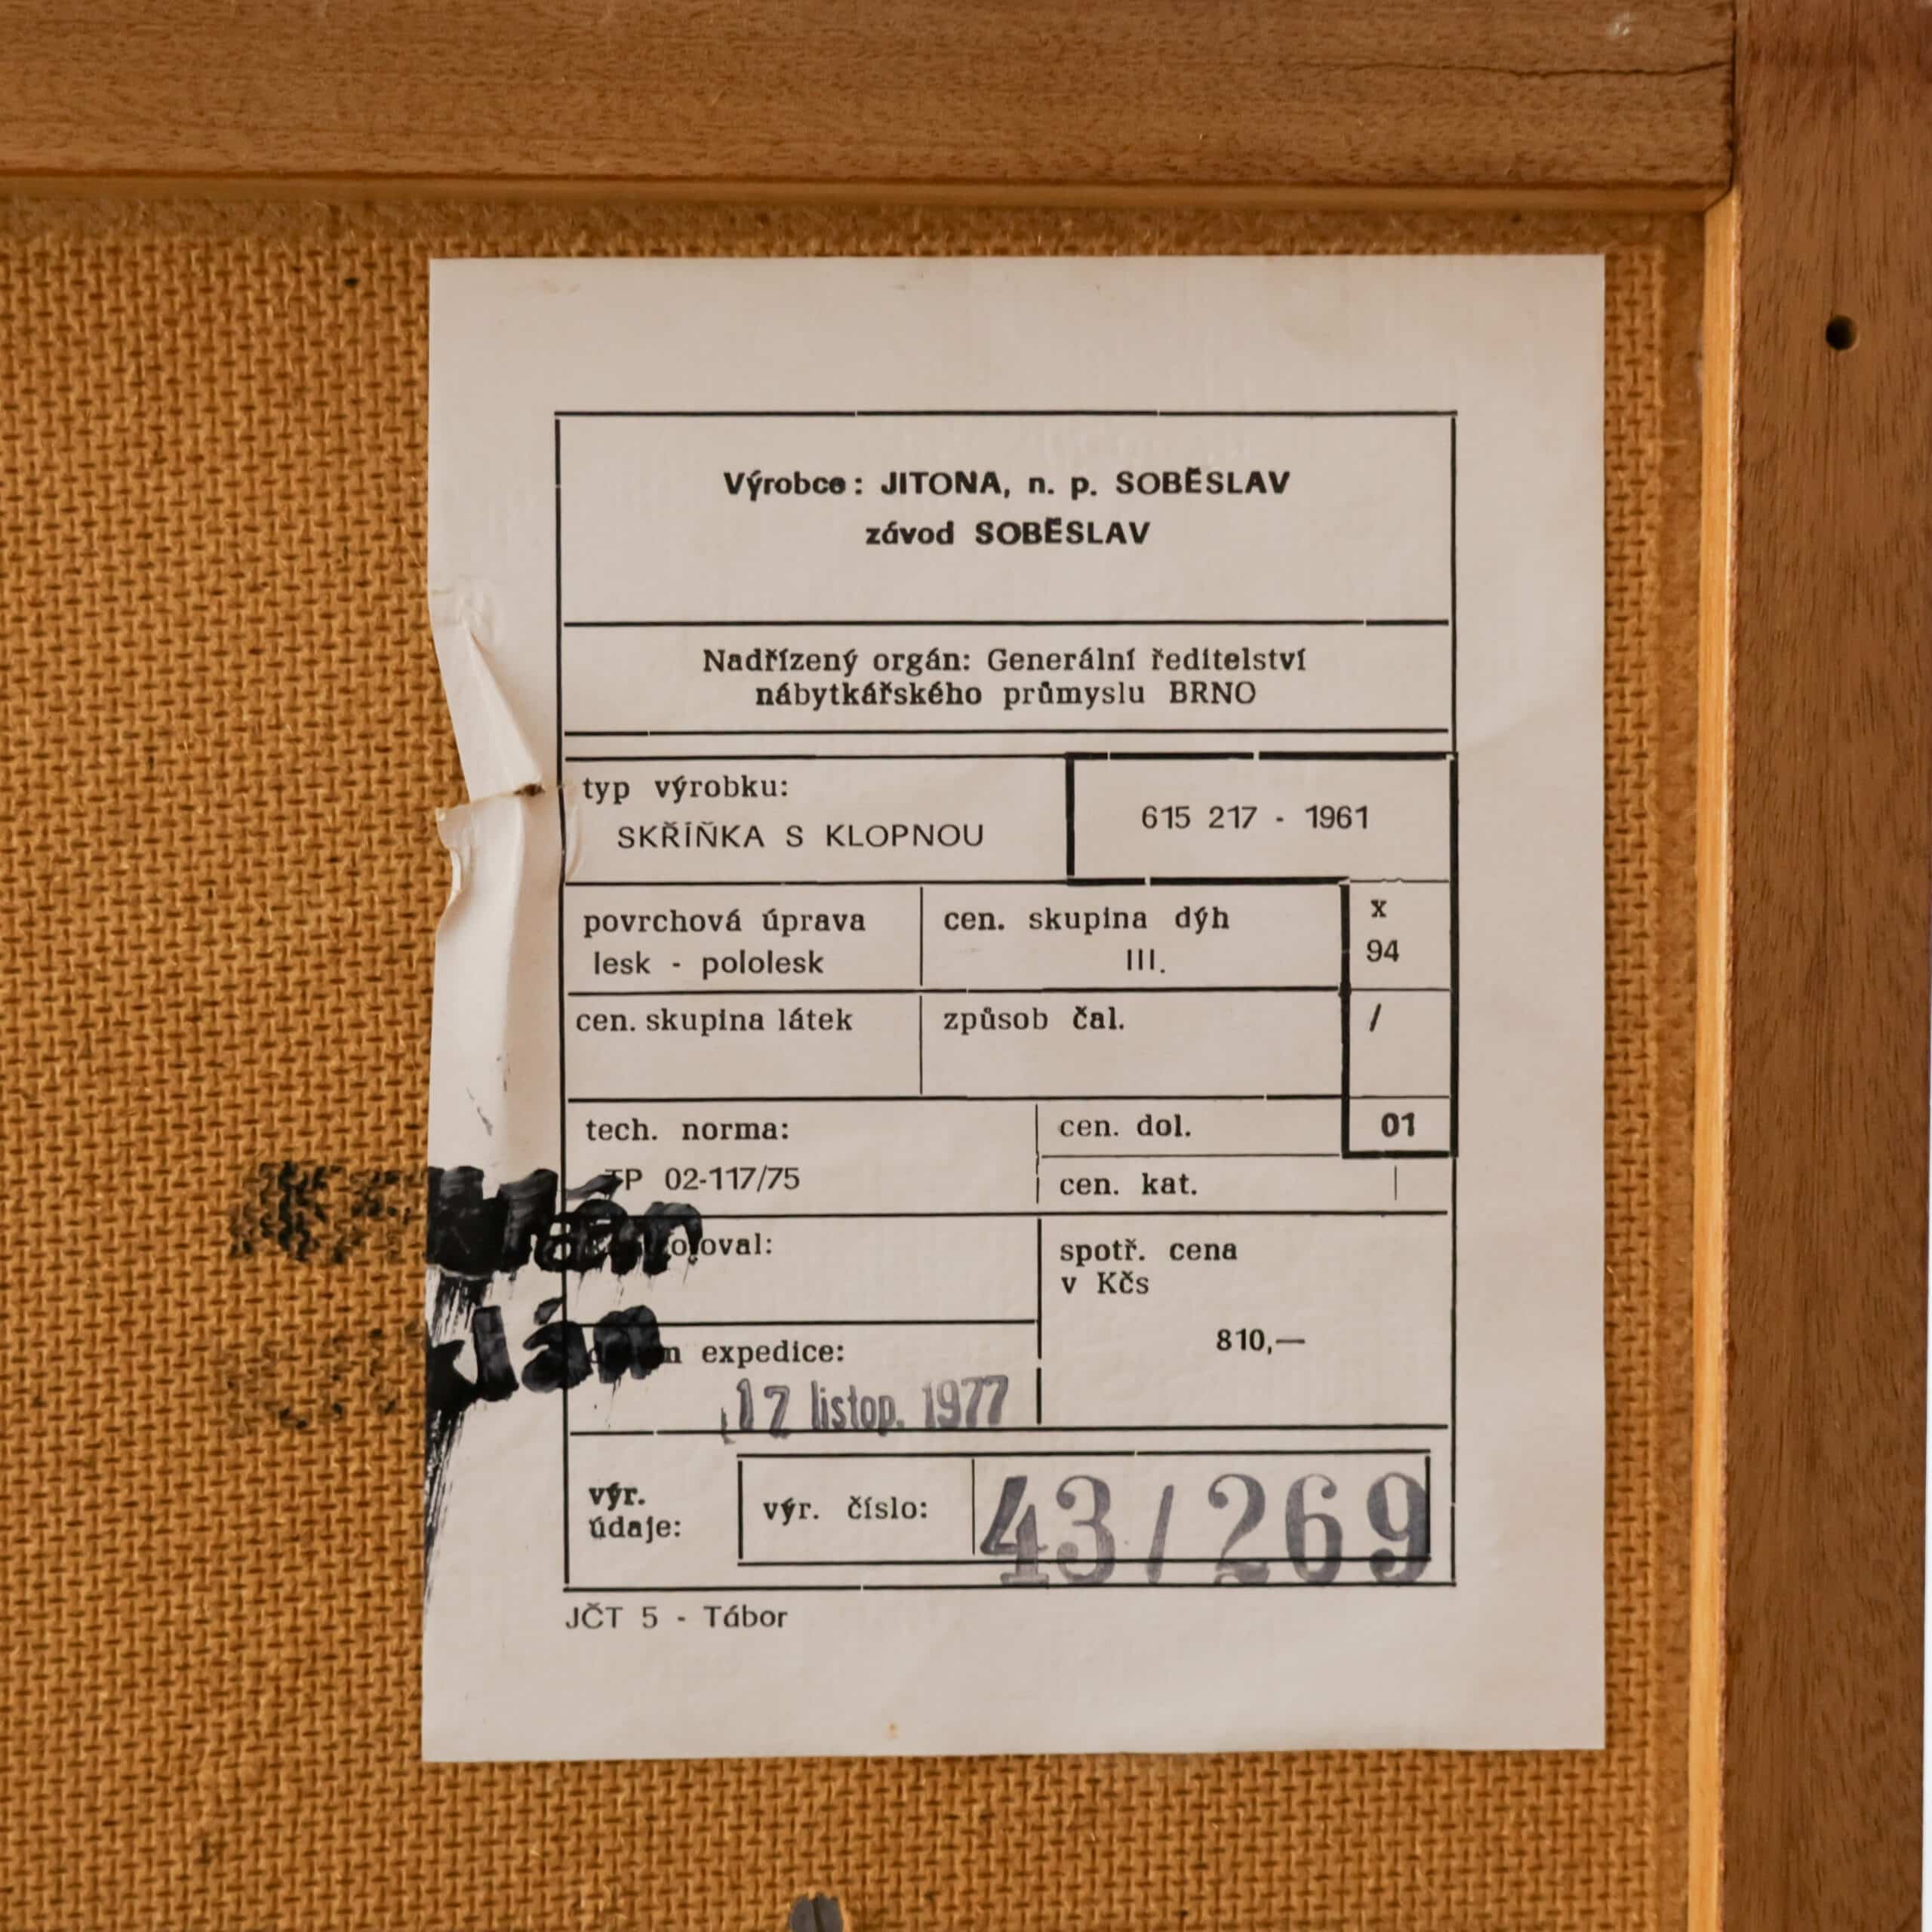 Výrobce: JITONA, n. p. SOBĚSLAV
závod SOBĚSLAV
Nadřízený orgán: Generální ředitelství
nábytkářského průmyslu BRNO
typ výrobku:
SKŘÍŇKA S KLOPNOU
615 217 - 1961
povrchová úprava
lesk - pololesk
cen. skupina dýh
III.
x
94
cen. skupina látek
způsob čal.
/
tech. norma:
TP 02-117/75
cen. dol.
01
cen. kat.
spotř. cena
v Kčs
810,—
expedice:
17 listop. 1977
výr.
údaje:
výr. číslo:
43/269
JČT 5 - Tábor